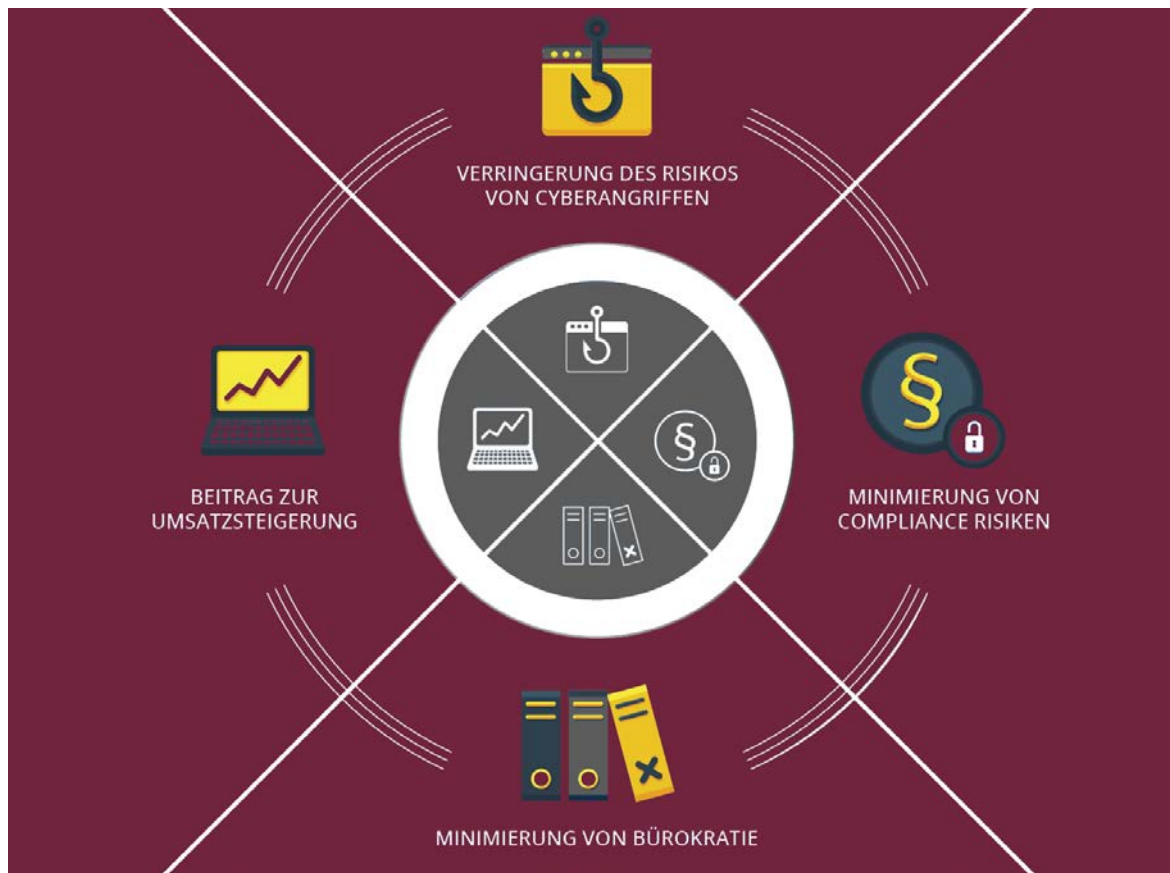 VERRINGERUNG DES RISIKOS
VON CYBERANGRIFFEN
BEITRAG ZUR
UMSATZSTEIGERUNG
§
§
MINIMIERUNG VON
COMPLIANCE RISIKEN
MINIMIERUNG VON BÜROKRATIE